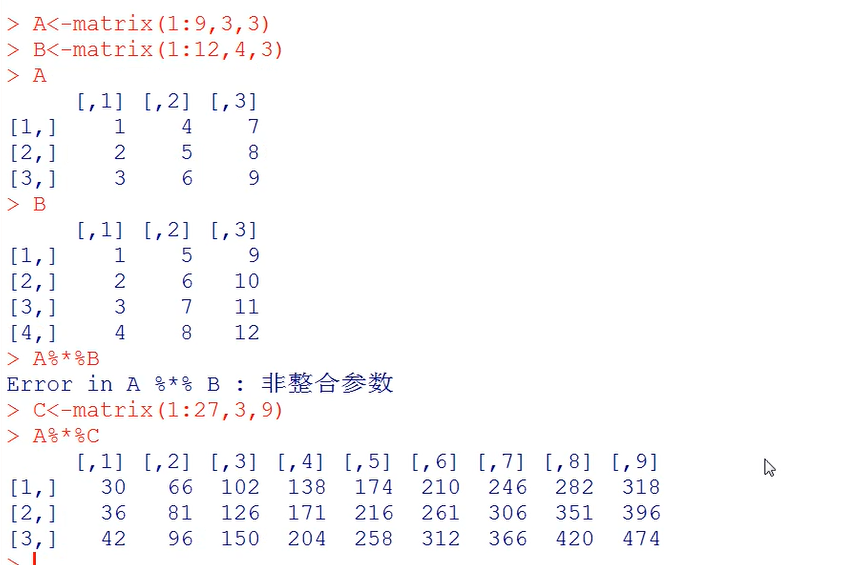 > A<-matrix(1:9,3,3)
> B<-matrix(1:12,4,3)
> A
     [,1] [,2] [,3]
[1,]    1    4    7
[2,]    2    5    8
[3,]    3    6    9
> B
     [,1] [,2] [,3]
[1,]    1    5    9
[2,]    2    6   10
[3,]    3    7   11
[4,]    4    8   12
> A%*%B
Error in A %*% B : 非整合参数
> C<-matrix(1:27,3,9)
> A%*%C
     [,1] [,2] [,3] [,4] [,5] [,6] [,7] [,8] [,9]
[1,]   30   66  102  138  174  210  246  282  318
[2,]   36   81  126  171  216  261  306  351  396
[3,]   42   96  150  204  258  312  366  420  474
>